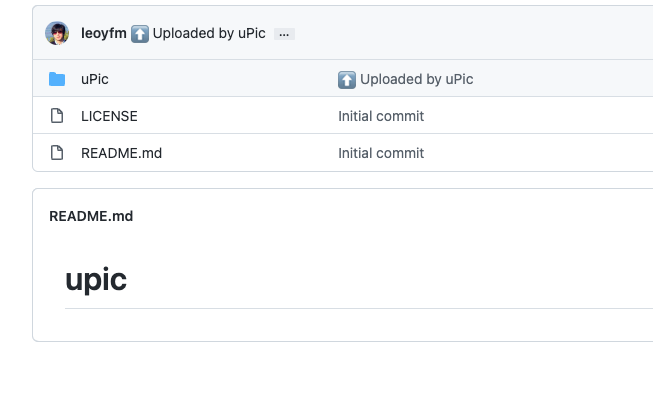 leoyfm ⬆️ Uploaded by uPic ...
uPic ⬆️ Uploaded by uPic
LICENSE Initial commit
README.md Initial commit
README.md
upic